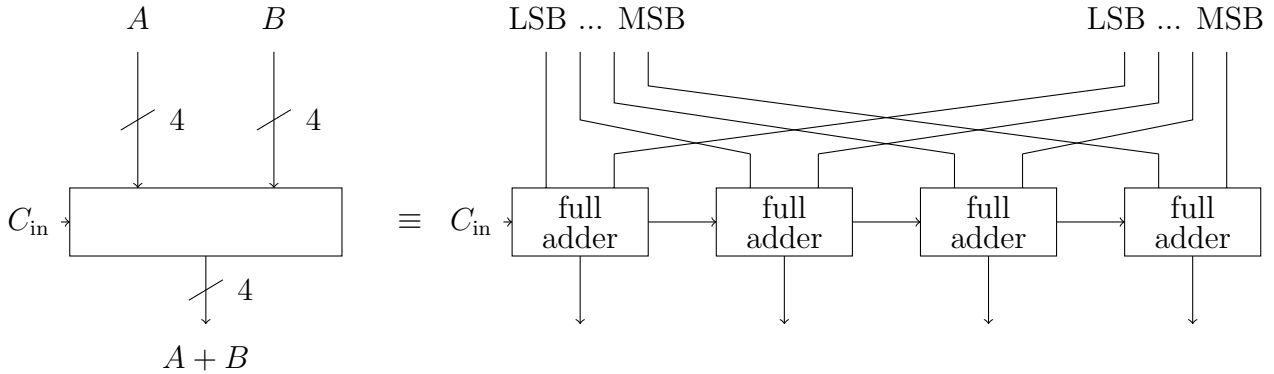 A B LSB ... MSB LSB ... MSB
4 4
C_in ≡ C_in full adder full adder full adder full adder
4
A + B